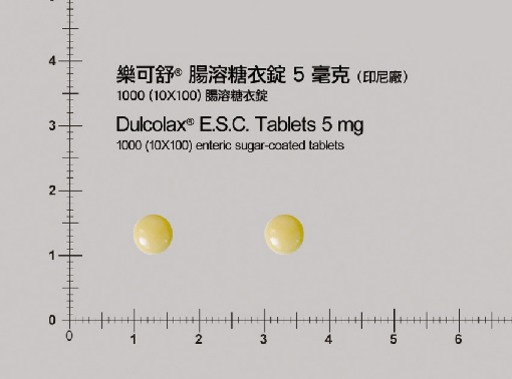 樂可舒® 腸溶糖衣錠 5 毫克 (印尼廠)
1000 (10X100) 腸溶糖衣錠
Dulcolax® E.S.C. Tablets 5 mg
1000 (10X100) enteric sugar-coated tablets
4
3
2
1
0
0 1 2 3 4 5 6